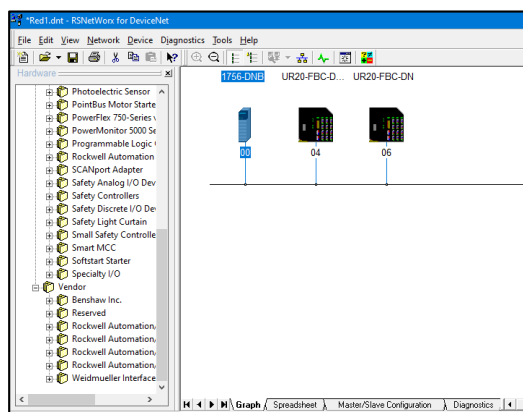 *Red1.dnt - RSNetWorx for DeviceNet
File Edit View Network Device Diagnostics Tools Help
Hardware
Photoelectric Sensor
PointBus Motor Starte
PowerFlex 750-Series v
PowerMonitor 5000 Se
Programmable Logic
Rockwell Automation
SCANport Adapter
Safety Analog I/O Dev
Safety Controllers
Safety Discrete I/O De
Safety Light Curtain
Small Safety Controlle
Smart MCC
Softstart Starter
Specialty I/O
Vendor
Benshaw Inc.
Reserved
Rockwell Automation,
Rockwell Automation,
Rockwell Automation,
Rockwell Automation,
Weidmueller Interface
1756-DNB UR20-FBC-D... UR20-FBC-DN
00 04 06
Graph Spreadsheet Master/Slave Configuration Diagnostics